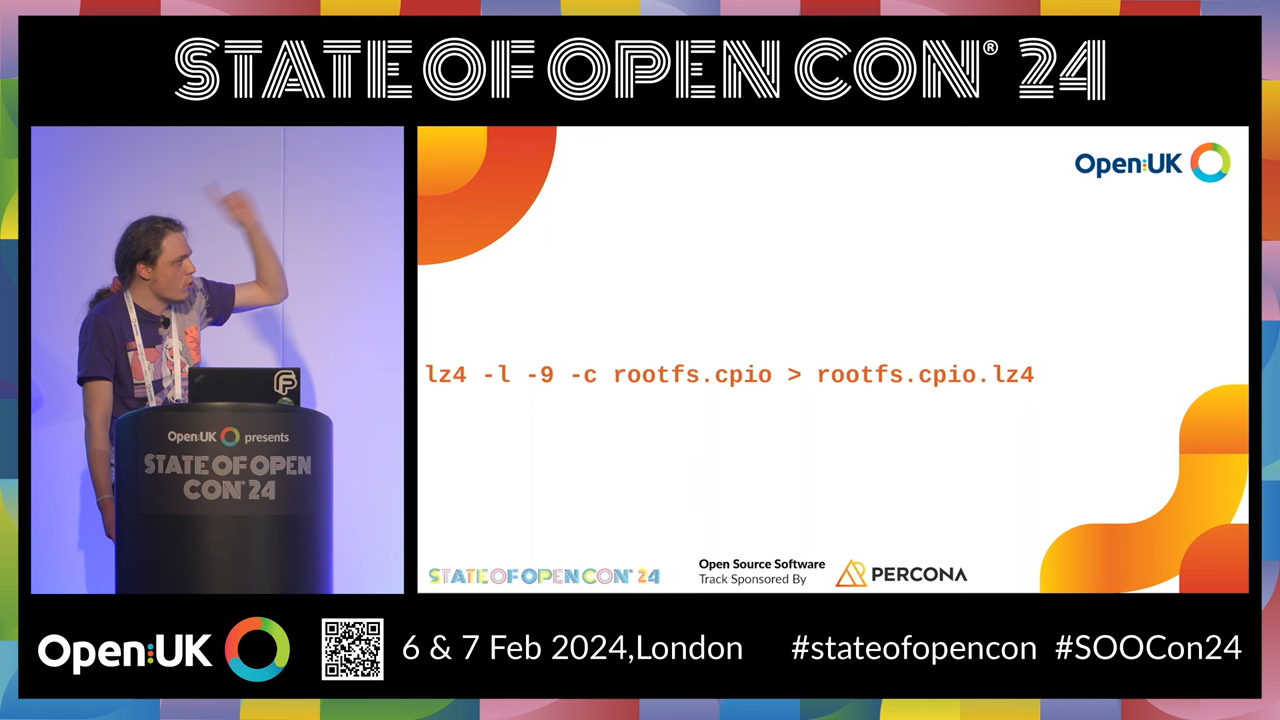 STATE OF OPEN CON® 24
Open:UK
lz4 -l -9 -c rootfs.cpio > rootfs.cpio.lz4
Open:UK presents
STATE OF OPEN
CON® 24
STATE OF OPEN CON® 24
Open Source Software
Track Sponsored By
PERCONA
Open:UK
6 & 7 Feb 2024,London
#stateofopencon #SOOCon24